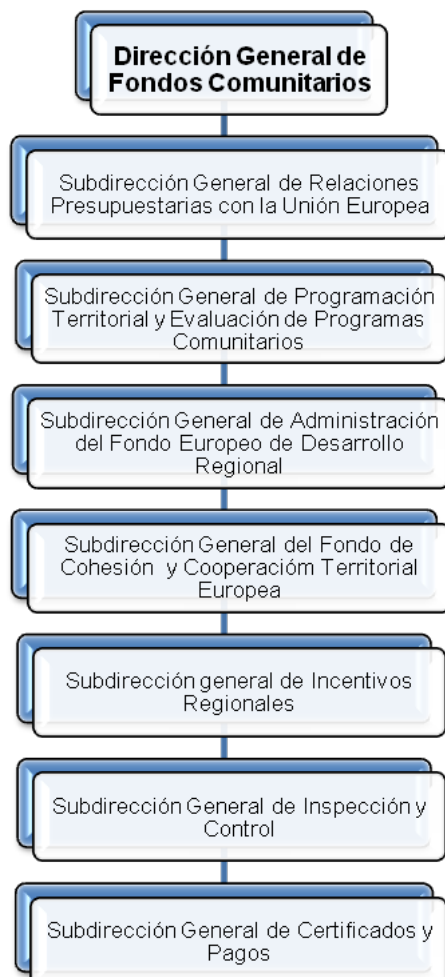 Dirección General de
Fondos Comunitarios
Subdirección General de Relaciones
Presupuestarias con la Unión Europea
Subdirección General de Programación
Territorial y Evaluación de Programas
Comunitarios
Subdirección General de Administración
del Fondo Europeo de Desarrollo
Regional
Subdirección General del Fondo de
Cohesión y Cooperacióm Territorial
Europea
Subdirección general de Incentivos
Regionales
Subdirección General de Inspección y
Control
Subdirección General de Certificados y
Pagos